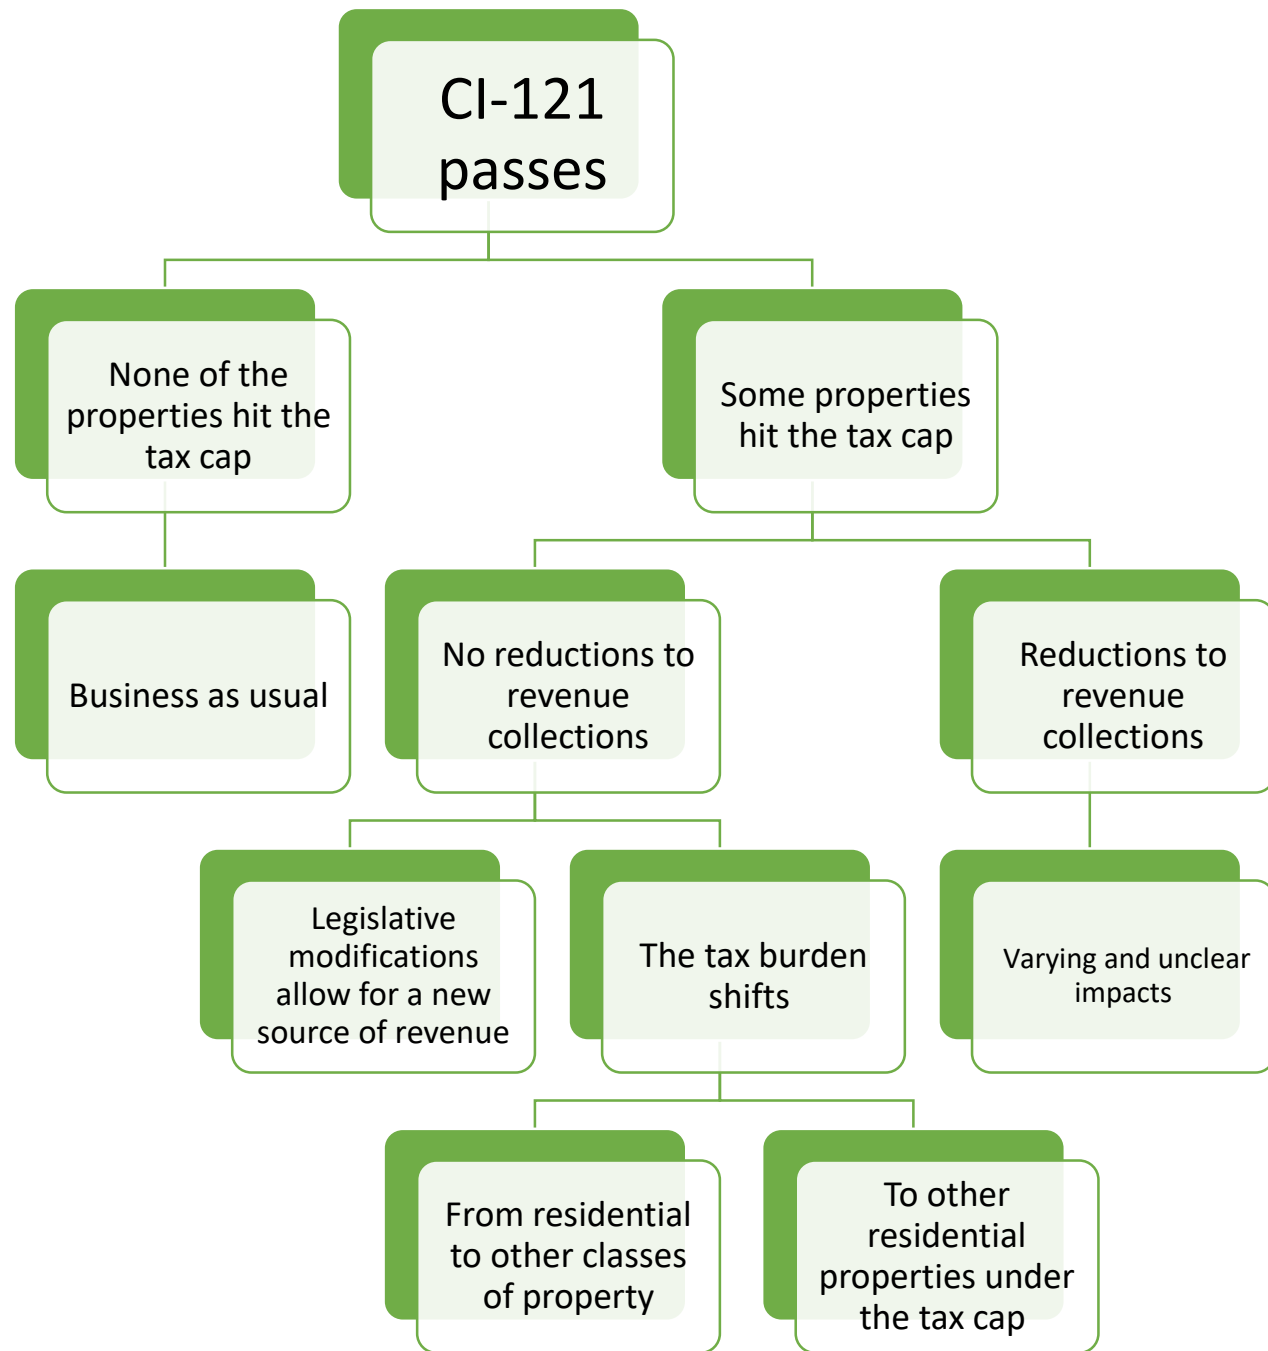 CI-121
passes
None of the
properties hit the
tax cap
Some properties
hit the tax cap
Business as usual
No reductions to
revenue
collections
Reductions to
revenue
collections
Legislative
modifications
allow for a new
source of revenue
The tax burden
shifts
Varying and unclear
impacts
From residential
to other classes
of property
To other
residential
properties under
the tax cap